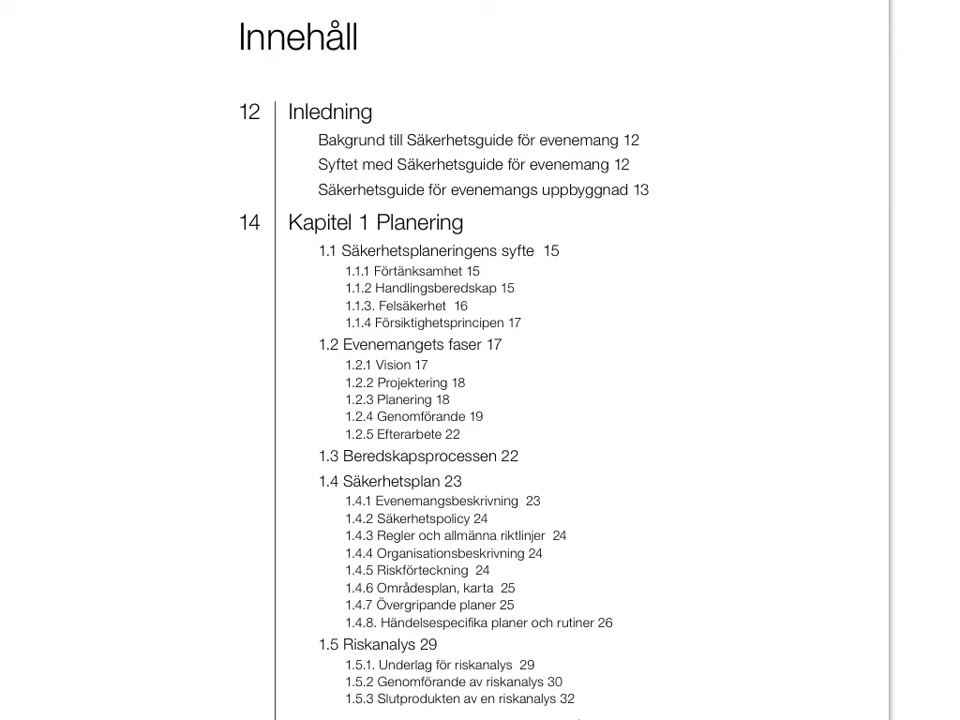 Innehåll
12 Inledning
Bakgrund till Säkerhetsguide för evenemang 12
Syftet med Säkerhetsguide för evenemang 12
Säkerhetsguide för evenemangs uppbyggnad 13
14 Kapitel 1 Planering
1.1 Säkerhetsplaneringens syfte 15
1.1.1 Förtänksamhet 15
1.1.2 Handlingsberedskap 15
1.1.3. Felsäkerhet 16
1.1.4 Försiktighetsprincipen 17
1.2 Evenemangets faser 17
1.2.1 Vision 17
1.2.2 Projektering 18
1.2.3 Planering 18
1.2.4 Genomförande 19
1.2.5 Efterarbete 22
1.3 Beredskapsprocessen 22
1.4 Säkerhetsplan 23
1.4.1 Evenemangsbeskrivning 23
1.4.2 Säkerhetspolicy 24
1.4.3 Regler och allmänna riktlinjer 24
1.4.4 Organisationsbeskrivning 24
1.4.5 Riskförteckning 24
1.4.6 Områdesplan, karta 25
1.4.7 Övergripande planer 25
1.4.8. Händelsespecifika planer och rutiner 26
1.5 Riskanalys 29
1.5.1. Underlag för riskanalys 29
1.5.2 Genomförande av riskanalys 30
1.5.3 Slutprodukten av en riskanalys 32